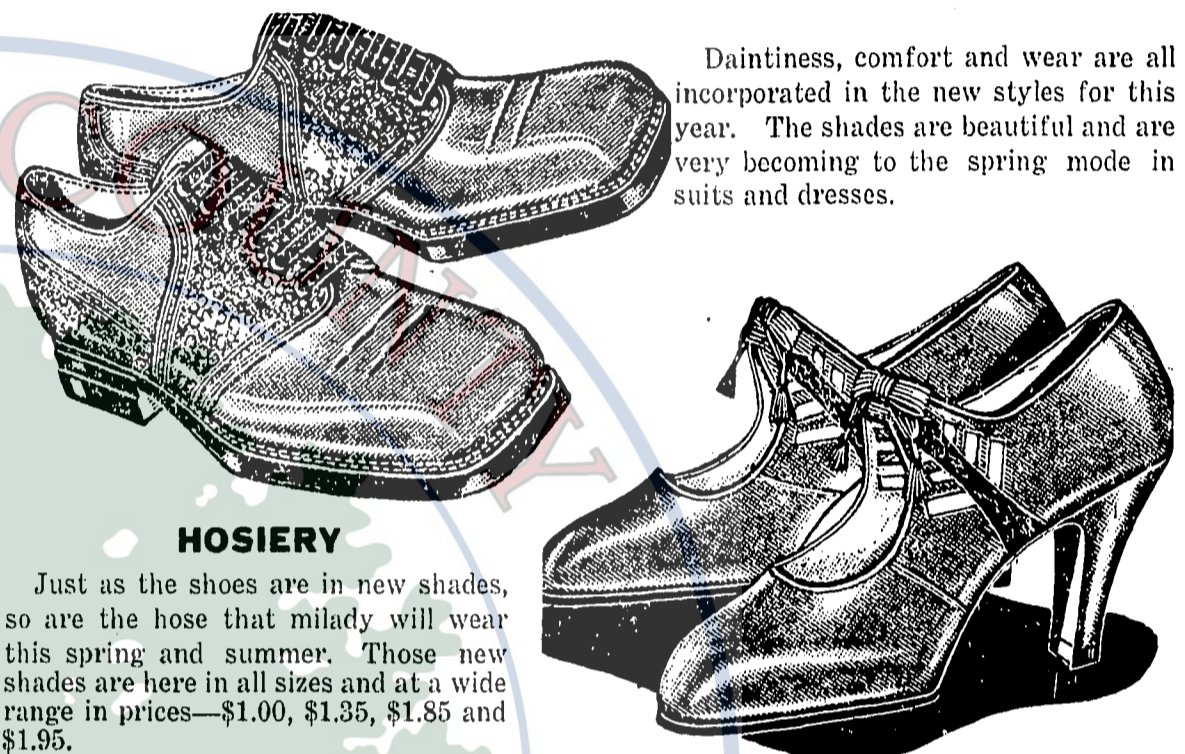 Daintiness, comfort and wear are all
incorporated in the new styles for this
year. The shades are beautiful and are
very becoming to the spring mode in
suits and dresses.
HOSIERY
Just as the shoes are in new shades,
so are the hose that milady will wear
this spring and summer. Those new
shades are here in all sizes and at a wide
range in prices—$1.00, $1.35, $1.85 and
$1.95.
COUNTY